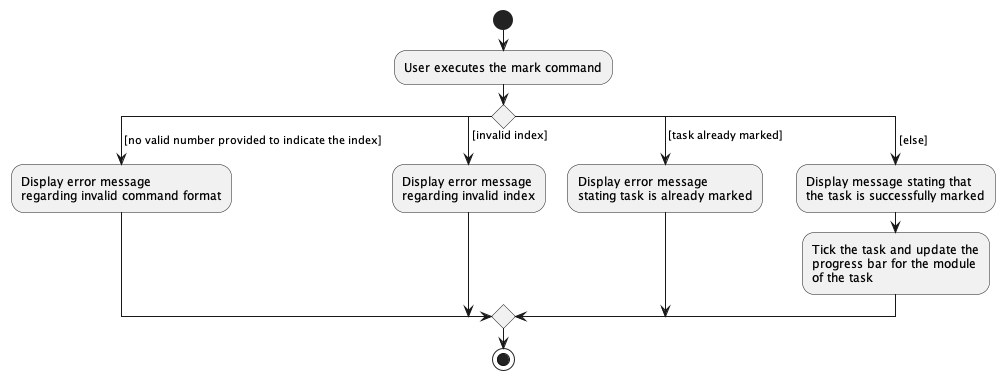 User executes the mark command
[no valid number provided to indicate the index]
[invalid index]
[task already marked]
[else]
Display error message
regarding invalid command format
Display error message
regarding invalid index
Display error message
stating task is already marked
Display message stating that
the task is successfully marked
Tick the task and update the
progress bar for the module
of the task